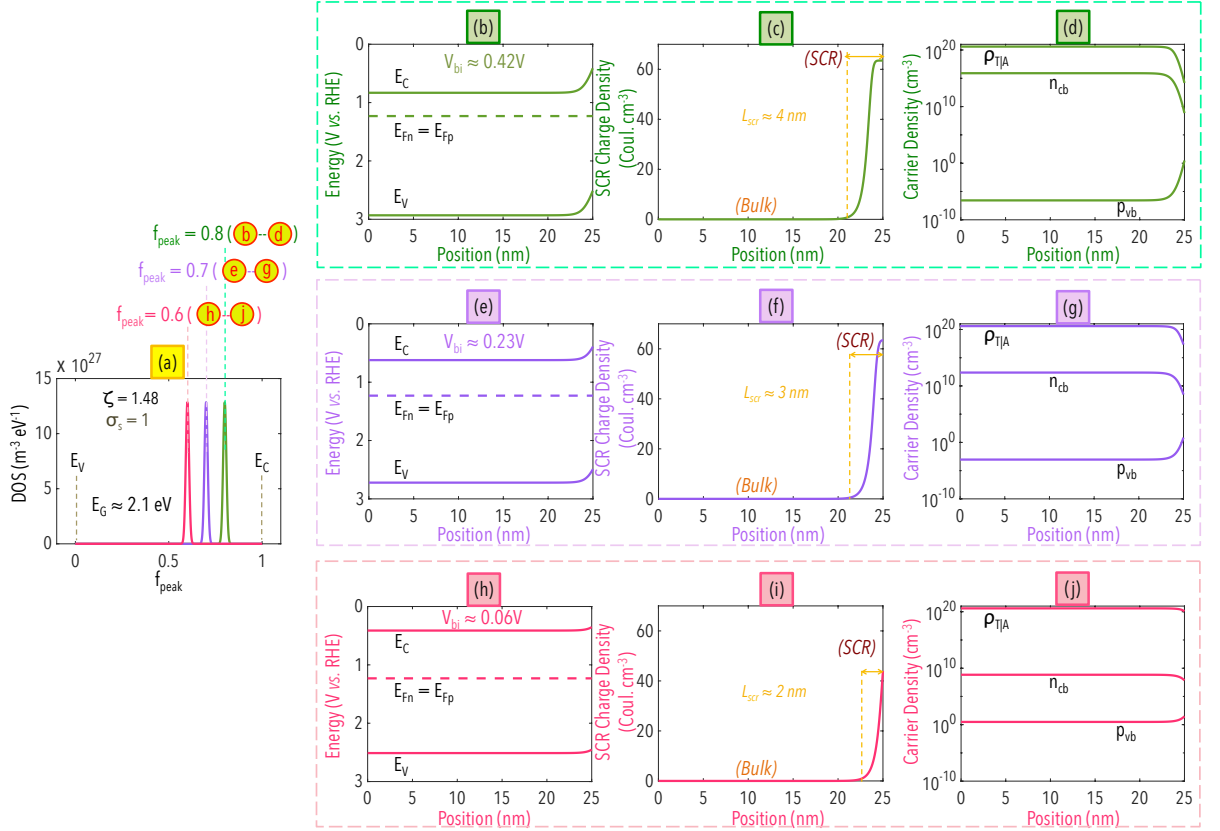 f_peak = 0.8 ( b -- d )
f_peak = 0.7 ( e -- g )
f_peak = 0.6 ( h -- j )
(a)
x 10^27
DOS (m^-3 eV^-1)
15
10
5
0
ζ = 1.48
σ_s = 1
E_V
E_C
E_G ≈ 2.1 eV
0
0.5
1
f_peak
(b)
Energy (V vs. RHE)
0
1
2
3
V_bi ≈ 0.42V
E_C
E_Fn = E_Fp
E_V
0 5 10 15 20 25
Position (nm)
(c)
SCR Charge Density
(Coul. cm^-3)
60
40
20
0
(SCR)
L_scr ≈ 4 nm
(Bulk)
0 5 10 15 20 25
Position (nm)
(d)
Carrier Density (cm^-3)
10^20
10^10
10^0
10^-10
ρ_T|A
n_cb
p_vb
0 5 10 15 20 25
Position (nm)
(e)
Energy (V vs. RHE)
0
1
2
3
V_bi ≈ 0.23V
E_C
E_Fn = E_Fp
E_V
0 5 10 15 20 25
Position (nm)
(f)
SCR Charge Density
(Coul. cm^-3)
60
40
20
0
(SCR)
L_scr ≈ 3 nm
(Bulk)
0 5 10 15 20 25
Position (nm)
(g)
Carrier Density (cm^-3)
10^20
10^10
10^0
10^-10
ρ_T|A
n_cb
p_vb
0 5 10 15 20 25
Position (nm)
(h)
Energy (V vs. RHE)
0
1
2
3
V_bi ≈ 0.06V
E_C
E_Fn = E_Fp
E_V
0 5 10 15 20 25
Position (nm)
(i)
SCR Charge Density
(Coul. cm^-3)
60
40
20
0
(SCR)
L_scr ≈ 2 nm
(Bulk)
0 5 10 15 20 25
Position (nm)
(j)
Carrier Density (cm^-3)
10^20
10^10
10^0
10^-10
ρ_T|A
n_cb
p_vb
0 5 10 15 20 25
Position (nm)